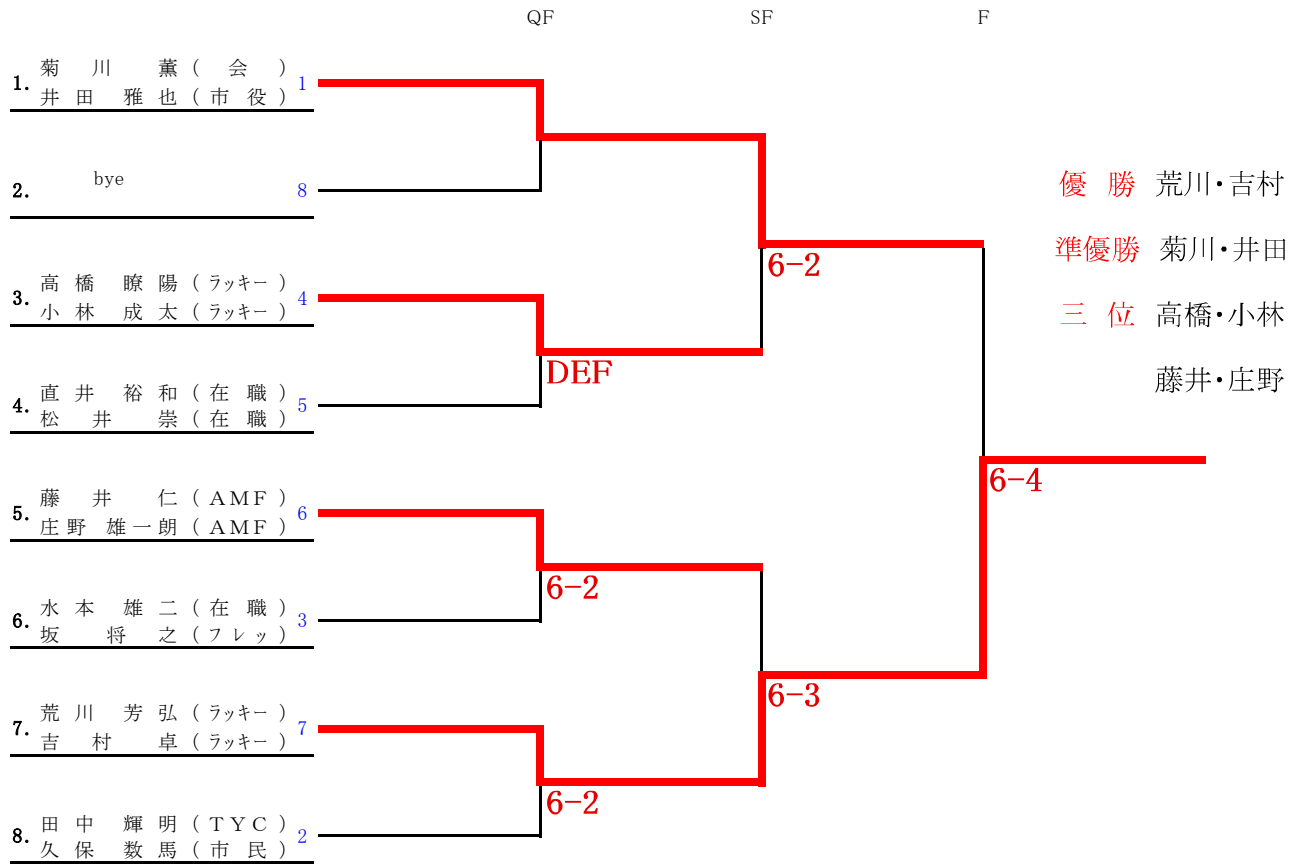 QF SF F
菊川 薫 ( 会 )
1. 1
井田 雅也 ( 市役 )
bye
2. 8
高橋 瞭陽 ( ラッキー )
3. 4
小林 成太 ( ラッキー )
DEF
直井 裕和 ( 在職 )
4. 5
松井 崇 ( 在職 )
6-2
藤井 仁 ( AMF )
5. 6
庄野 雄一朗 ( AMF )
6-2
水本 雄二 ( 在職 )
6. 3
坂 将之 ( フレッ )
荒川 芳弘 ( ラッキー )
7. 7
吉村 卓 ( ラッキー )
6-2
田中 輝明 ( TYC )
8. 2
久保 数馬 ( 市民 )
6-3
6-4
優勝 荒川・吉村
準優勝 菊川・井田
三位 高橋・小林
藤井・庄野